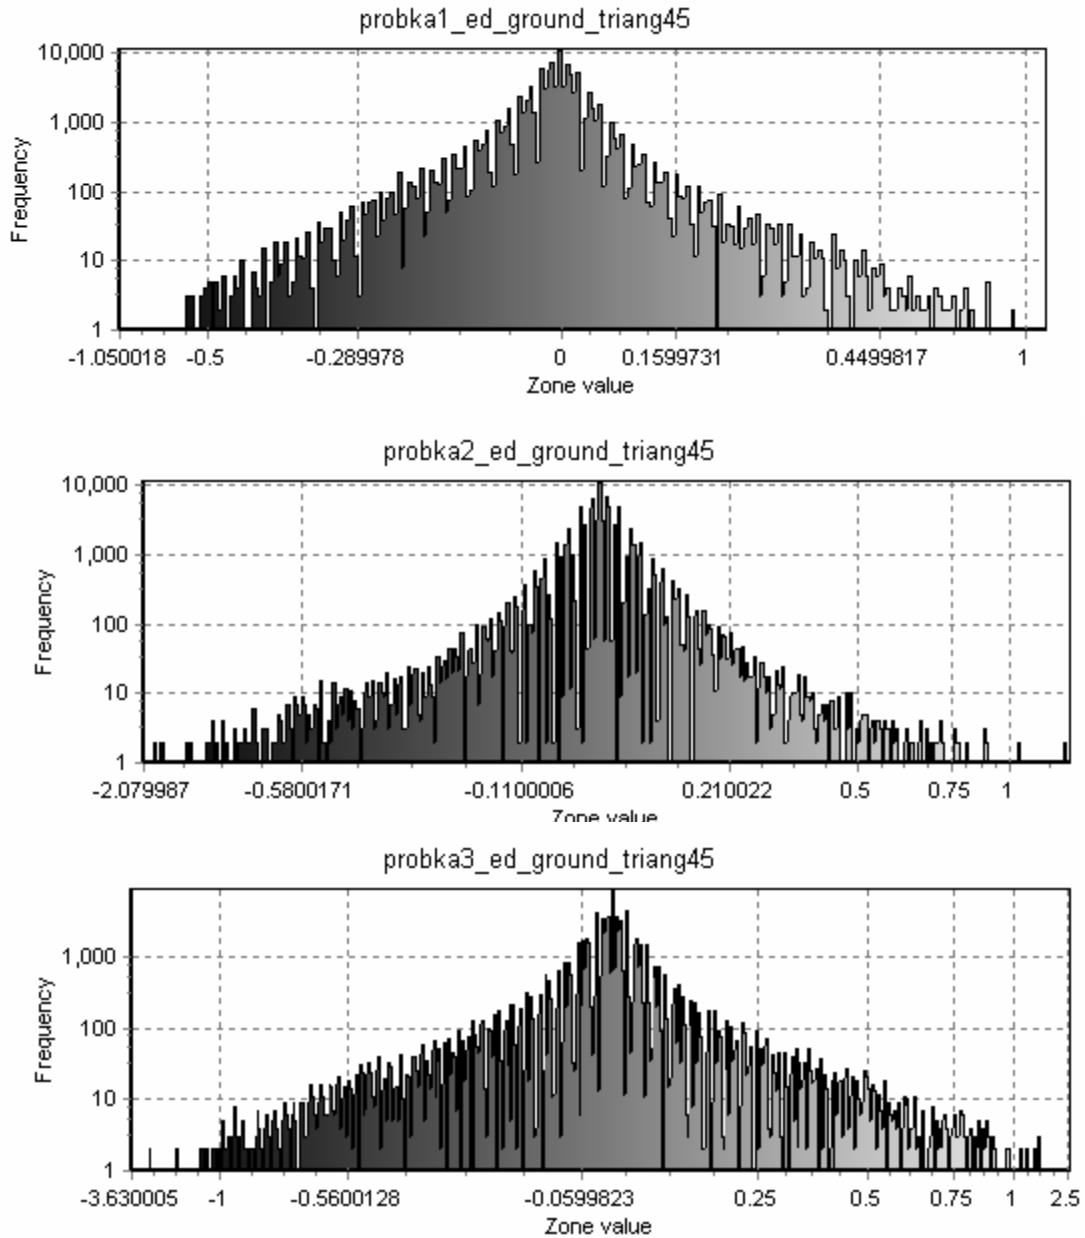 probka1_ed_ground_triang45
10,000
1,000
100
10
1
Frequency
-1.050018 -0.5 -0.289978 0 0.1599731 0.4499817 1
Zone value
probka2_ed_ground_triang45
10,000
1,000
100
10
1
Frequency
-2.079987 -0.5800171 -0.1100006 0.210022 0.5 0.75 1
Zone value
probka3_ed_ground_triang45
1,000
100
10
1
Frequency
-3.630005 -1 -0.5600128 -0.0599823 0.25 0.5 0.75 1 2.5
Zone value